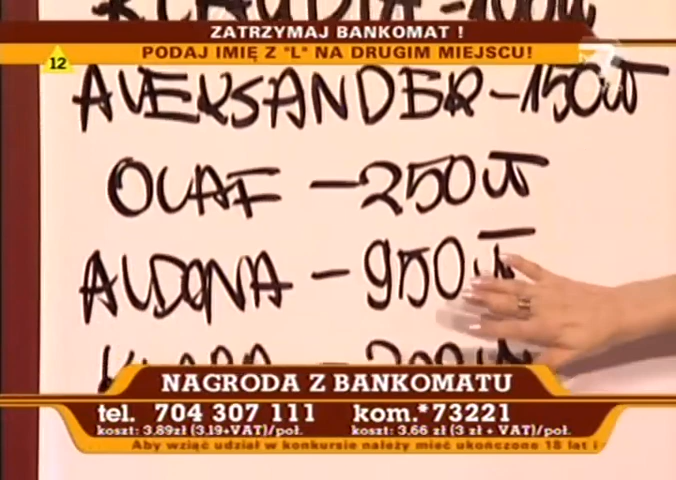 KLAUDIA - 100zł
ZATRZYMAJ BANKOMAT !
PODAJ IMIĘ Z "L" NA DRUGIM MIEJSCU!
12
ALEKSANDER - 150zł
OLAF - 250zł
ALDONA - 950zł
NAGRODA Z BANKOMATU
tel. 704 307 111 kom.*73221
koszt: 3.89zł (3.19+VAT)/poł. koszt: 3.66 zł (3 zł + VAT)/poł.
Aby wziąć udział w konkursie należy mieć ukończone 18 lat i